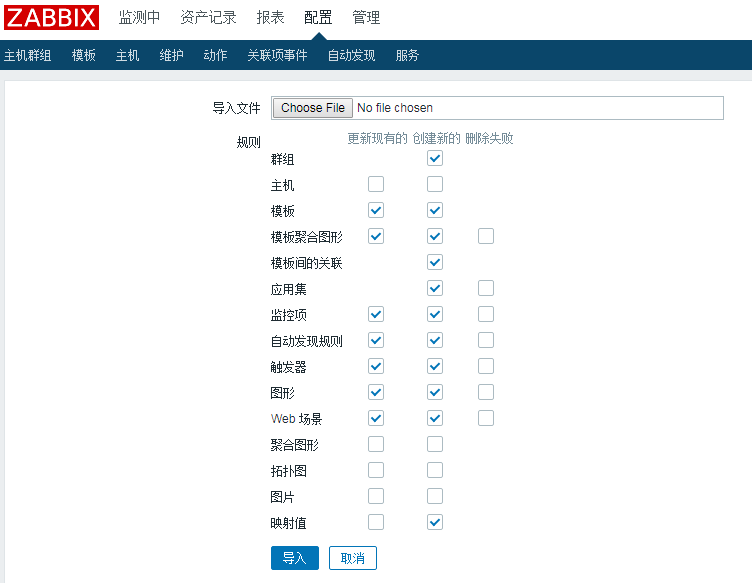 ZABBIX 监测中 资产记录 报表 配置 管理
主机群组 模板 主机 维护 动作 关联项事件 自动发现 服务
导入文件 Choose File No file chosen
规则 更新现有的 创建新的 删除失败
群组
主机
模板
模板聚合图形
模板间的关联
应用集
监控项
自动发现规则
触发器
图形
Web 场景
聚合图形
拓扑图
图片
映射值
导入 取消